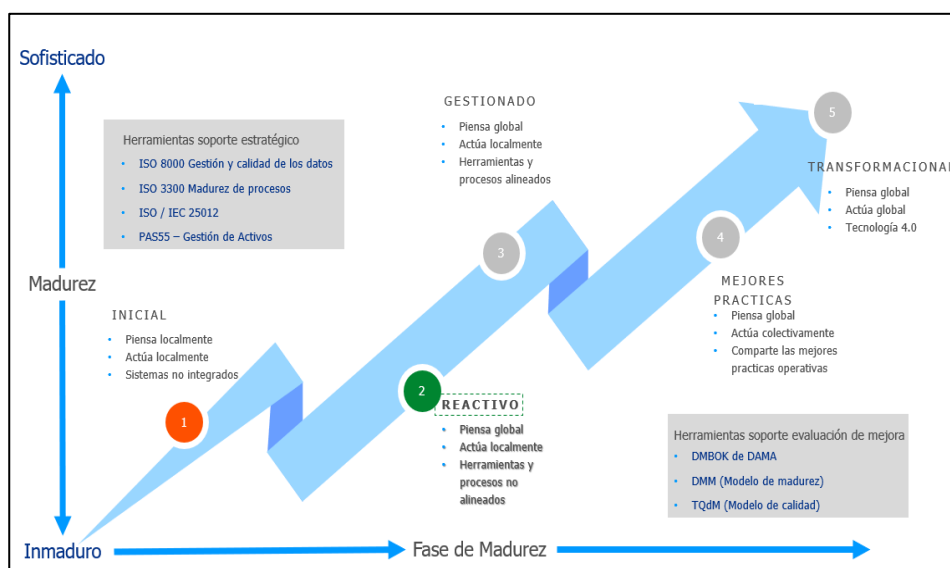 Sofisticado
Madurez
Inmaduro
Fase de Madurez
Herramientas soporte estratégico
• ISO 8000 Gestión y calidad de los datos
• ISO 3300 Madurez de procesos
• ISO / IEC 25012
• PAS55 – Gestión de Activos
1
INICIAL
• Piensa localmente
• Actúa localmente
• Sistemas no integrados
2
REACTIVO
• Piensa global
• Actúa localmente
• Herramientas y
procesos no
alineados
3
GESTIONADO
• Piensa global
• Actúa localmente
• Herramientas y
procesos alineados
4
MEJORES
PRACTICAS
• Piensa global
• Actúa colectivamente
• Comparte las mejores
practicas operativas
5
TRANSFORMACIONAL
• Piensa global
• Actúa global
• Tecnología 4.0
Herramientas soporte evaluación de mejora
• DMBOK de DAMA
• DMM (Modelo de madurez)
• TQdM (Modelo de calidad)